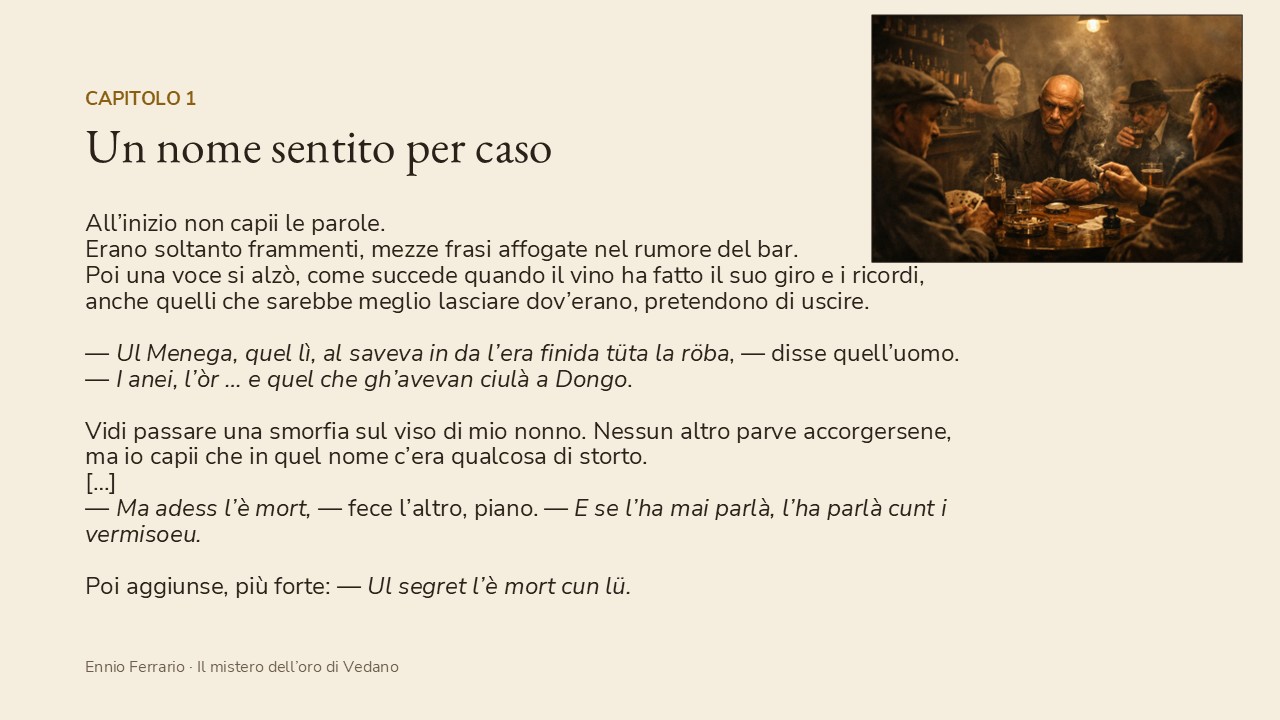 CAPITOLO 1
Un nome sentito per caso
All’inizio non capii le parole.
Erano soltanto frammenti, mezze frasi affogate nel rumore del bar.
Poi una voce si alzò, come succede quando il vino ha fatto il suo giro e i ricordi,
anche quelli che sarebbe meglio lasciare dov’erano, pretendono di uscire.
— Ul Menega, quel lì, al saveva in da l’era finida tüta la röba, — disse quell’uomo.
— I anei, l’òr … e quel che gh’avevan ciulà a Dongo.
Vidi passare una smorfia sul viso di mio nonno. Nessun altro parve accorgersene,
ma io capii che in quel nome c’era qualcosa di storto.
[…]
— Ma adess l’è mort, — fece l’altro, piano. — E se l’ha mai parlà, l’ha parlà cunt i
vermisoeu.
Poi aggiunse, più forte: — Ul segret l’è mort cun lü.
Ennio Ferrario · Il mistero dell’oro di Vedano